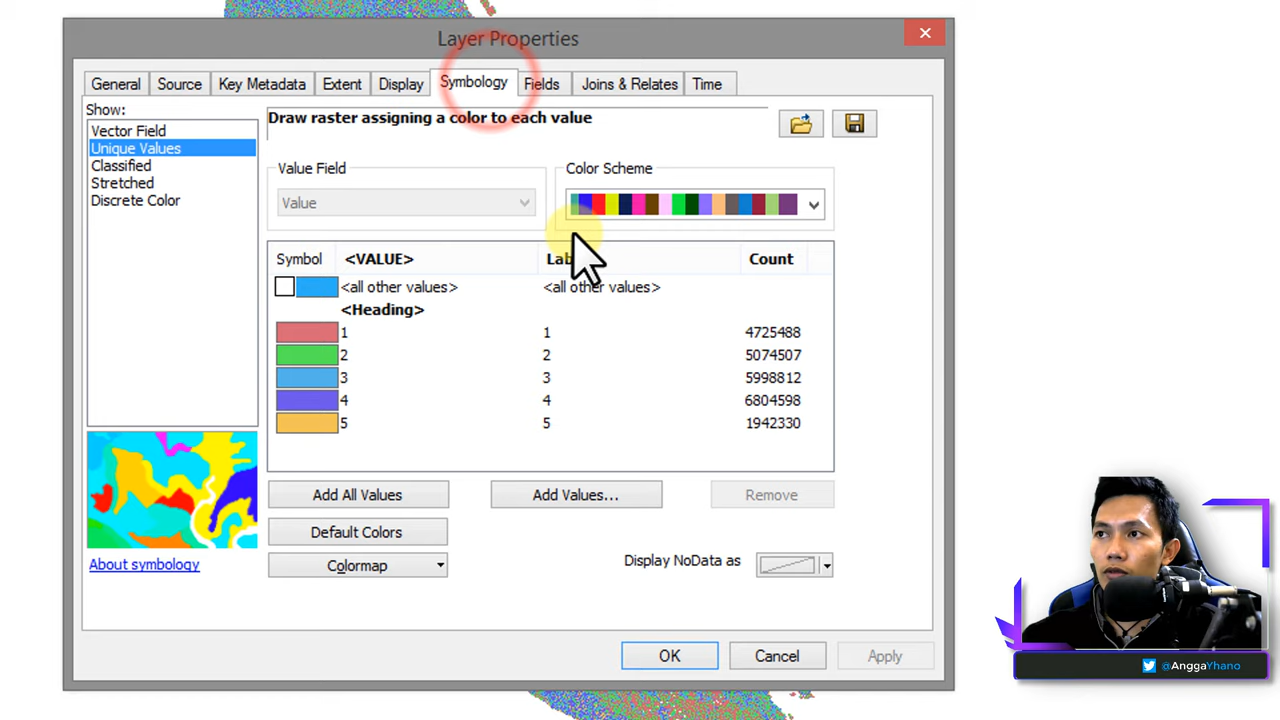 Layer Properties
General Source Key Metadata Extent Display Symbology Fields Joins & Relates Time
Show:
Vector Field
Unique Values
Classified
Stretched
Discrete Color
About symbology
Draw raster assigning a color to each value
Value Field
Value
Color Scheme
Symbol <VALUE> Lab Count
<all other values> <all other values>
<Heading>
1 1 4725488
2 2 5074507
3 3 5998812
4 4 6804598
5 5 1942330
Add All Values Add Values... Remove
Default Colors
Colormap
Display NoData as
OK Cancel Apply
@AnggaYhano